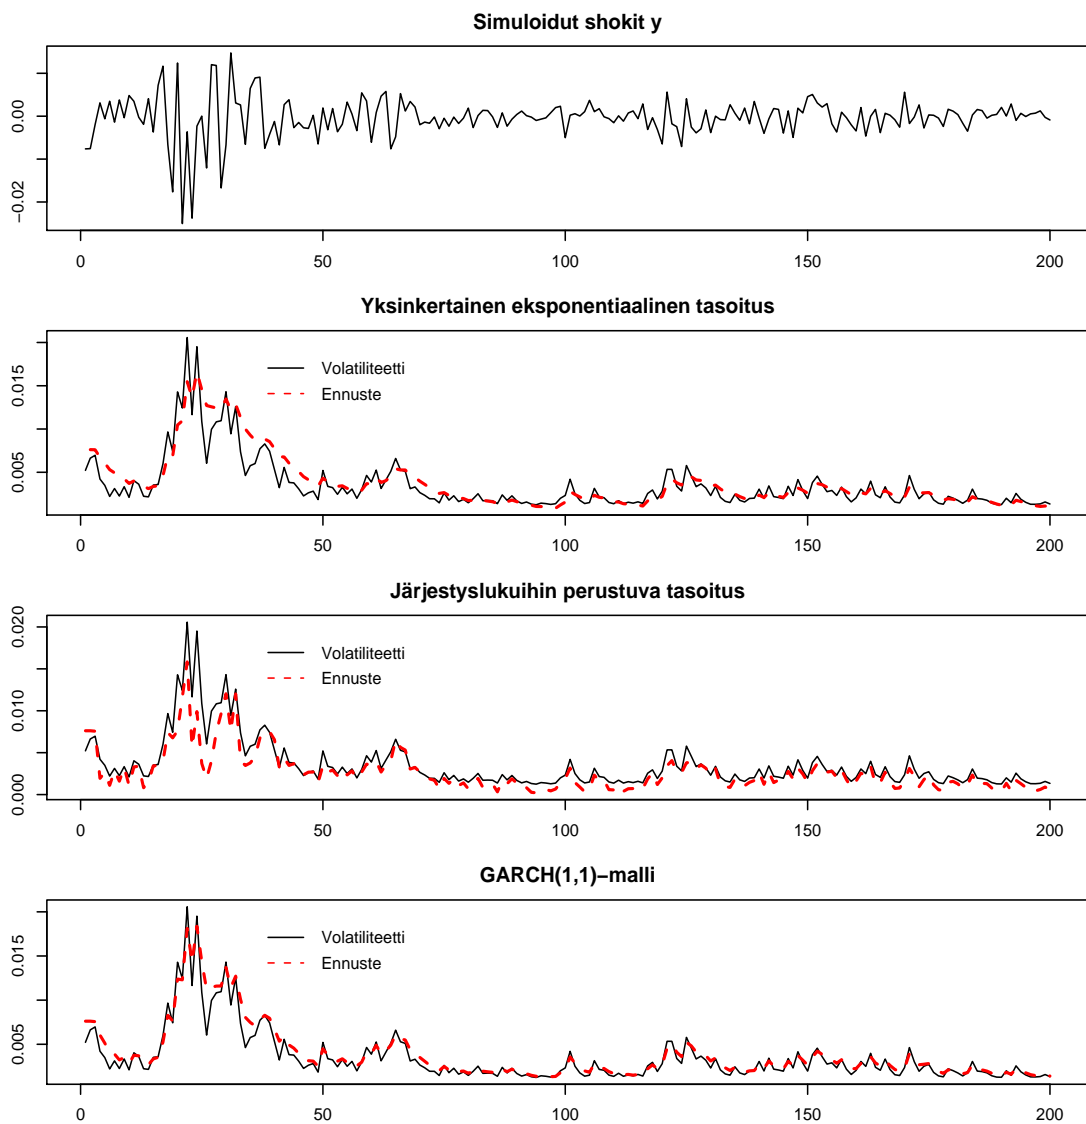 Simuloidut shokit y
0.00
−0.02
0 50 100 150 200
Yksinkertainen eksponentiaalinen tasoitus
0.015
0.005
Volatiliteetti
Ennuste
0 50 100 150 200
Järjestyslukuihin perustuva tasoitus
0.020
0.010
0.000
Volatiliteetti
Ennuste
0 50 100 150 200
GARCH(1,1)−malli
0.015
0.005
Volatiliteetti
Ennuste
0 50 100 150 200